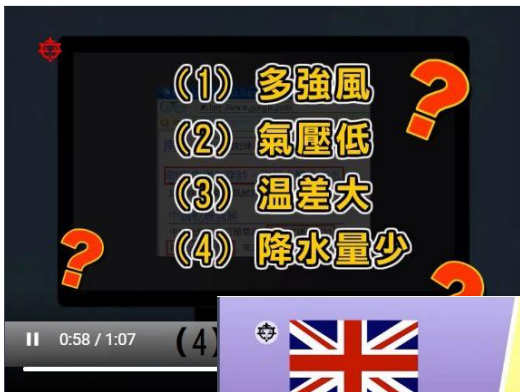 (1) 多強風
(2) 氣壓低
(3) 温差大
(4) 降水量少
0:58 / 1:07
(4)